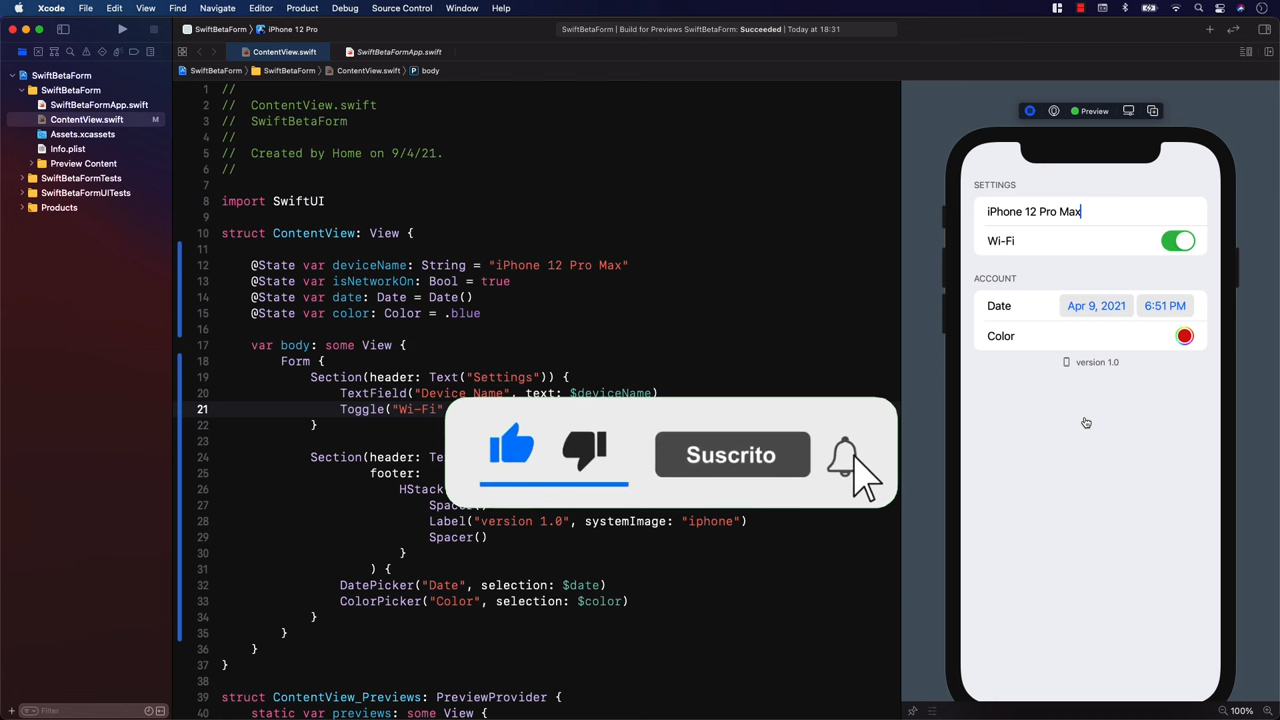 Xcode File Edit View Find Navigate Editor Product Debug Source Control Window Help
SwiftBetaForm iPhone 12 Pro
SwiftBetaForm | Build for Previews SwiftBetaForm: Succeeded | Today at 18:31
ContentView.swift SwiftBetaFormApp.swift
SwiftBetaForm SwiftBetaForm ContentView.swift body
SwiftBetaForm
SwiftBetaForm
SwiftBetaFormApp.swift
ContentView.swift M
Assets.xcassets
Info.plist
Preview Content
SwiftBetaFormTests
SwiftBetaFormUITests
Products
1 //
2 // ContentView.swift
3 // SwiftBetaForm
4 //
5 // Created by Home on 9/4/21.
6 //
7
8 import SwiftUI
9
10 struct ContentView: View {
11
12 @State var deviceName: String = "iPhone 12 Pro Max"
13 @State var isNetworkOn: Bool = true
14 @State var date: Date = Date()
15 @State var color: Color = .blue
16
17 var body: some View {
18 Form {
19 Section(header: Text("Settings")) {
20 TextField("Device Name", text: $deviceName)
21 Toggle("Wi-Fi"
22 }
23
24 Section(header: Te
25 footer:
26 HStack
27 Spacer()
28 Label("version 1.0", systemImage: "iphone")
29 Spacer()
30 }
31 ) {
32 DatePicker("Date", selection: $date)
33 ColorPicker("Color", selection: $color)
34 }
35 }
36 }
37 }
38
39 struct ContentView_Previews: PreviewProvider {
40 static var previews: some View {
Suscrito
Preview
SETTINGS
iPhone 12 Pro Max
Wi-Fi
ACCOUNT
Date Apr 9, 2021 6:51 PM
Color
version 1.0
Filter
100%